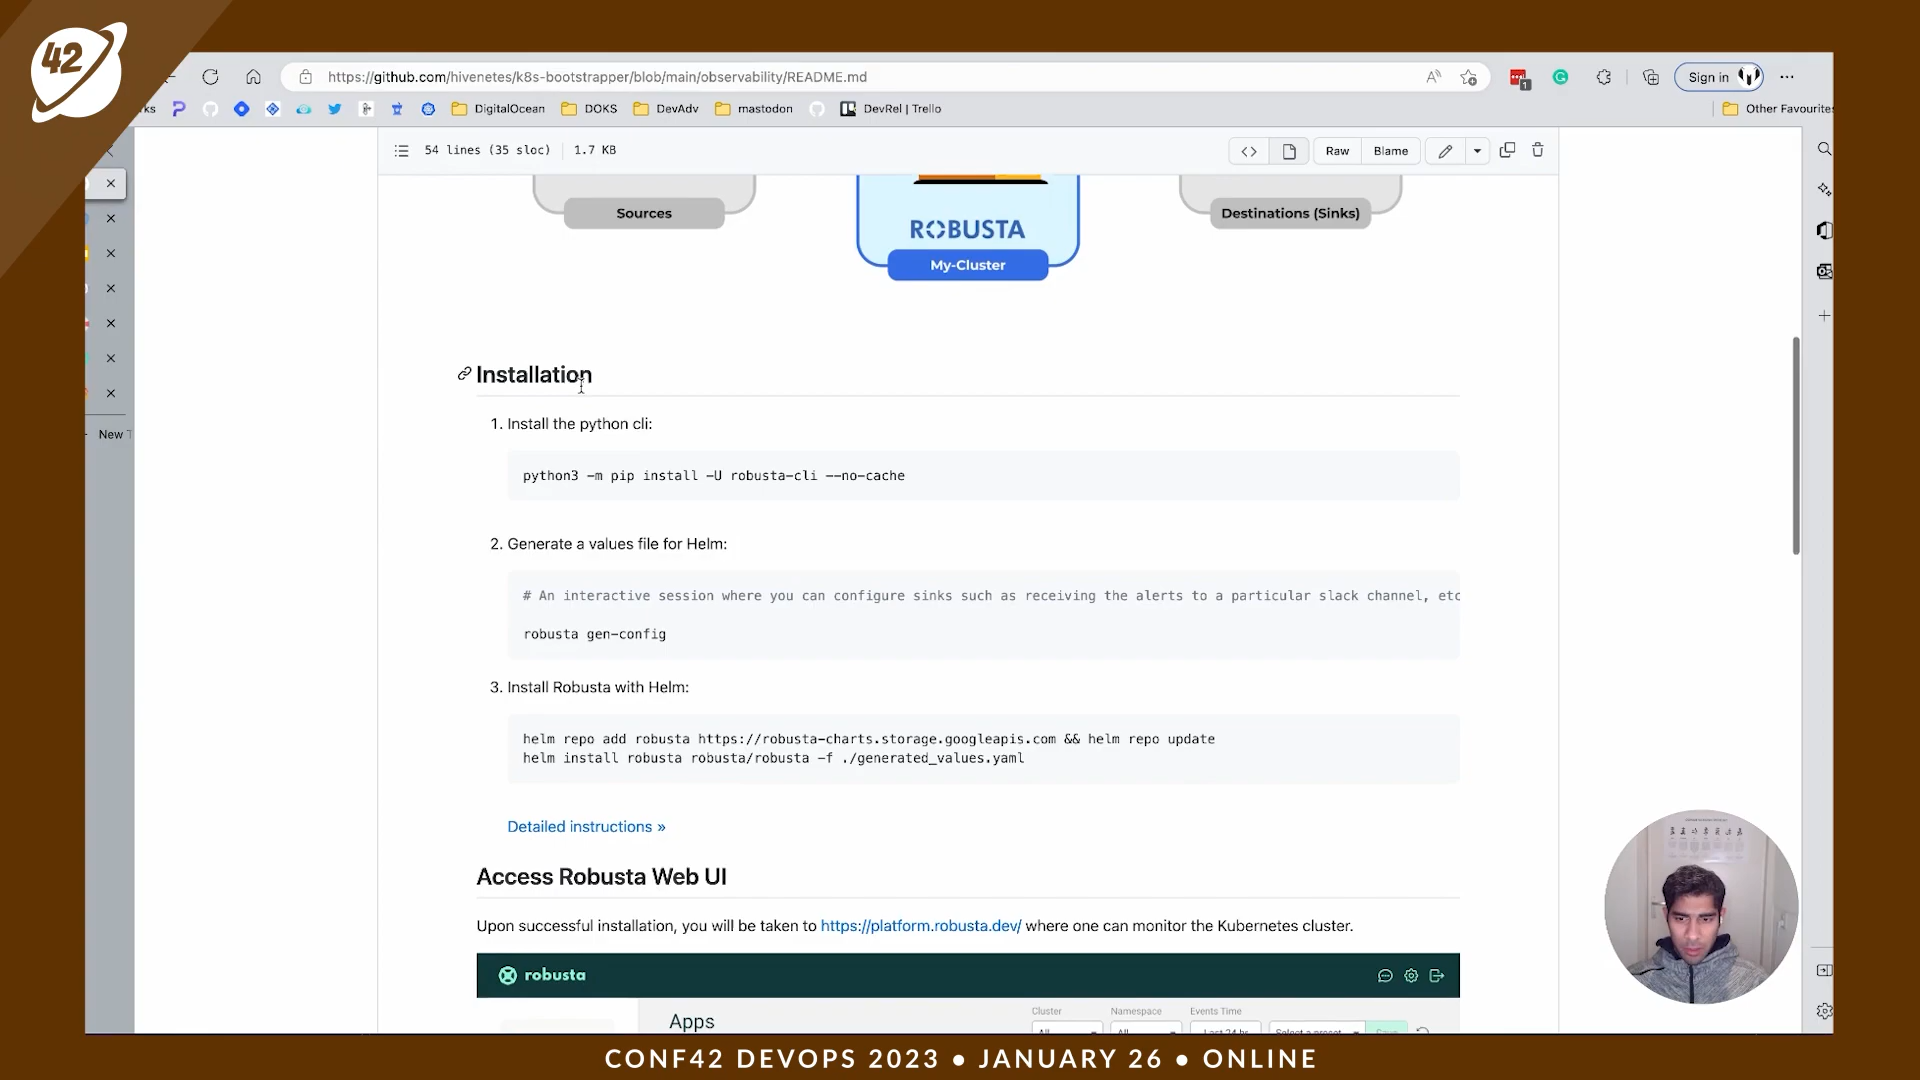 42
https://github.com/hivenetes/k8s-bootstrapper/blob/main/observability/README.md
Sign in
DigitalOcean
DOKS
DevAdv
mastodon
DevRel | Trello
Other Favourites
54 lines (35 sloc)
1.7 KB
Raw
Blame
Sources
ROBUSTA
Destinations (Sinks)
My-Cluster
New
Installation
1. Install the python cli:
python3 -m pip install -U robusta-cli --no-cache
2. Generate a values file for Helm:
# An interactive session where you can configure sinks such as receiving the alerts to a particular slack channel, etc
robusta gen-config
3. Install Robusta with Helm:
helm repo add robusta https://robusta-charts.storage.googleapis.com && helm repo update
helm install robusta robusta/robusta -f ./generated_values.yaml
Detailed instructions »
Access Robusta Web UI
Upon successful installation, you will be taken to https://platform.robusta.dev/ where one can monitor the Kubernetes cluster.
robusta
Cluster
Namespace
Events Time
Apps
CONF42 DEVOPS 2023 ● JANUARY 26 ● ONLINE